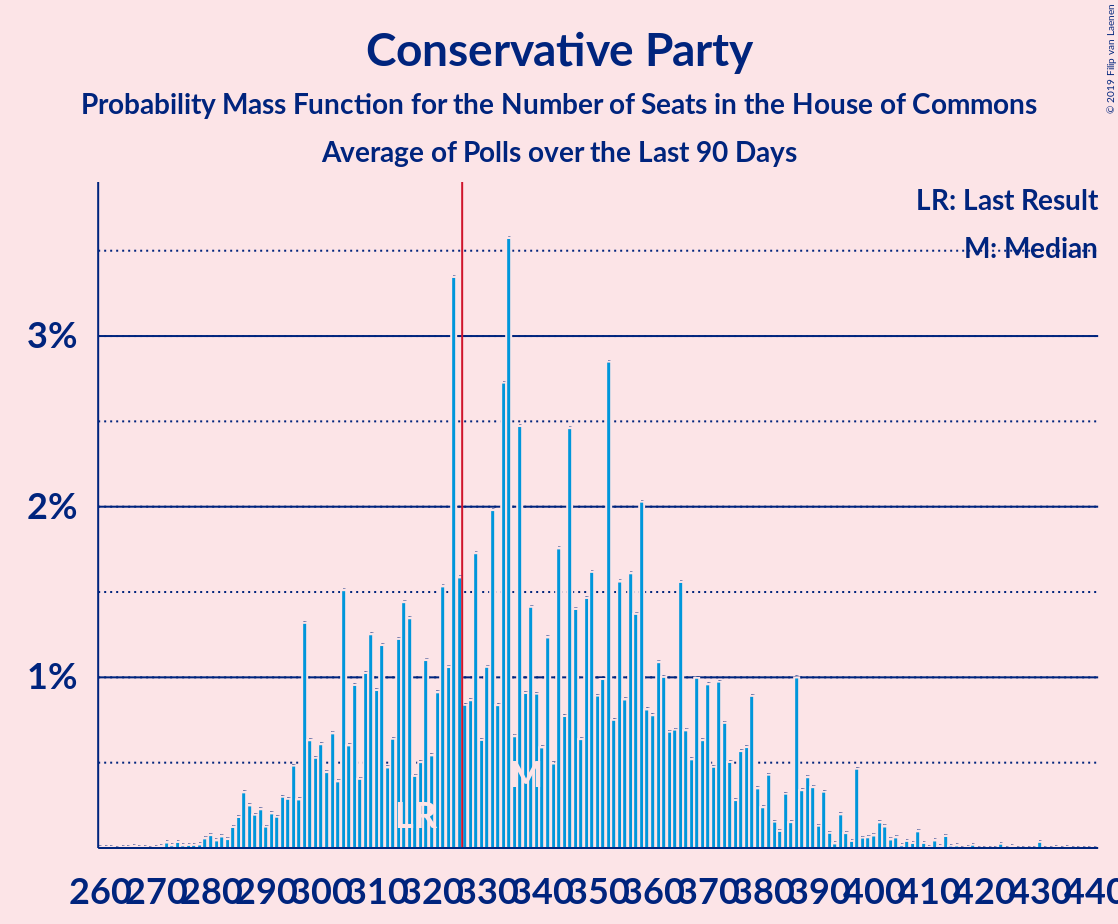 Conservative Party
Probability Mass Function for the Number of Seats in the House of Commons
Average of Polls over the Last 90 Days
© 2019 Filip van Laenen
LR: Last Result
M: Median
3%
2%
1%
M
LR
260 270 280 290 300 310 320 330 340 350 360 370 380 390 400 410 420 430 440